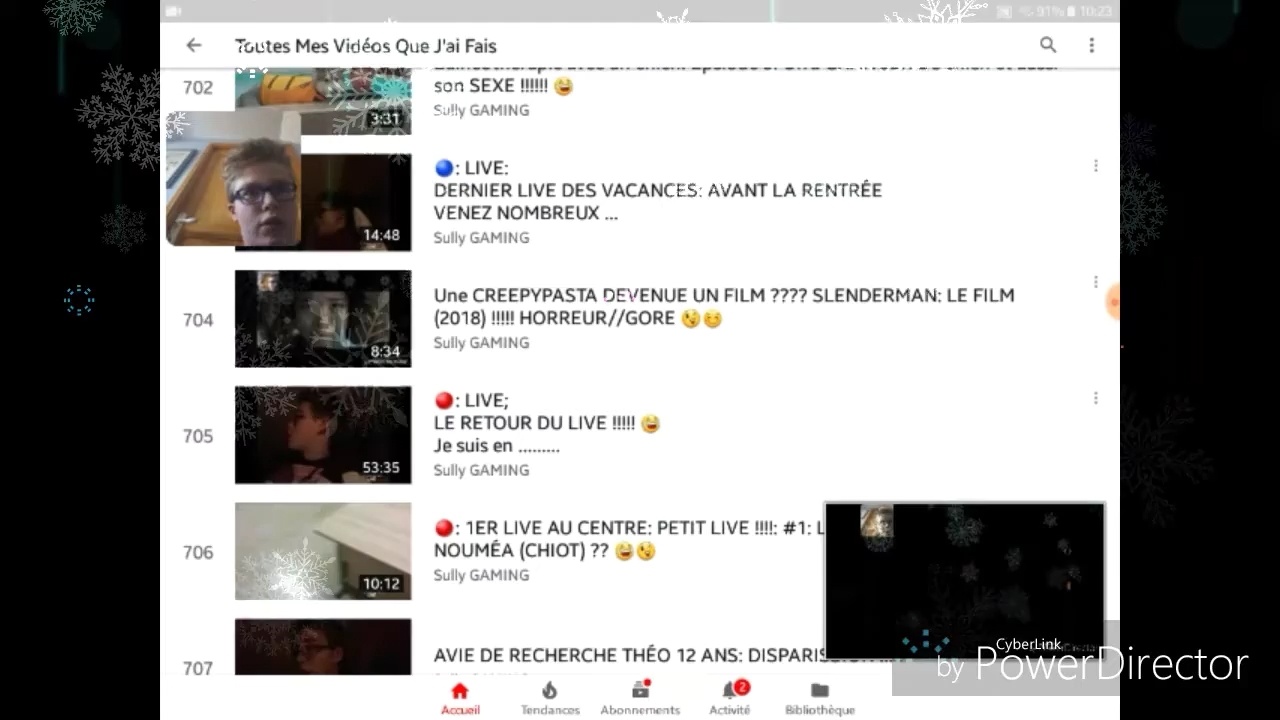 91% 10:23
Toutes Mes Vidéos Que J'ai Fais
702
son SEXE !!!!!! 😆
3:31
Sully GAMING
🔵: LIVE:
DERNIER LIVE DES VACANCES: AVANT LA RENTRÉE
VENEZ NOMBREUX ...
14:48
Sully GAMING
704
Une CREEPYPASTA DEVENUE UN FILM ???? SLENDERMAN: LE FILM
(2018) !!!!! HORREUR//GORE 😉😊
8:34
Sully GAMING
705
🔴: LIVE;
LE RETOUR DU LIVE !!!!! 😆
Je suis en .........
53:35
Sully GAMING
706
🔴: 1ER LIVE AU CENTRE: PETIT LIVE !!!!: #1: L
NOUMÉA (CHIOT) ?? 😆😉
10:12
Sully GAMING
707
AVIE DE RECHERCHE THÉO 12 ANS:
CyberLink
by PowerDirector
Accueil
Tendances
Abonnements
2
Activité
Bibliothèque